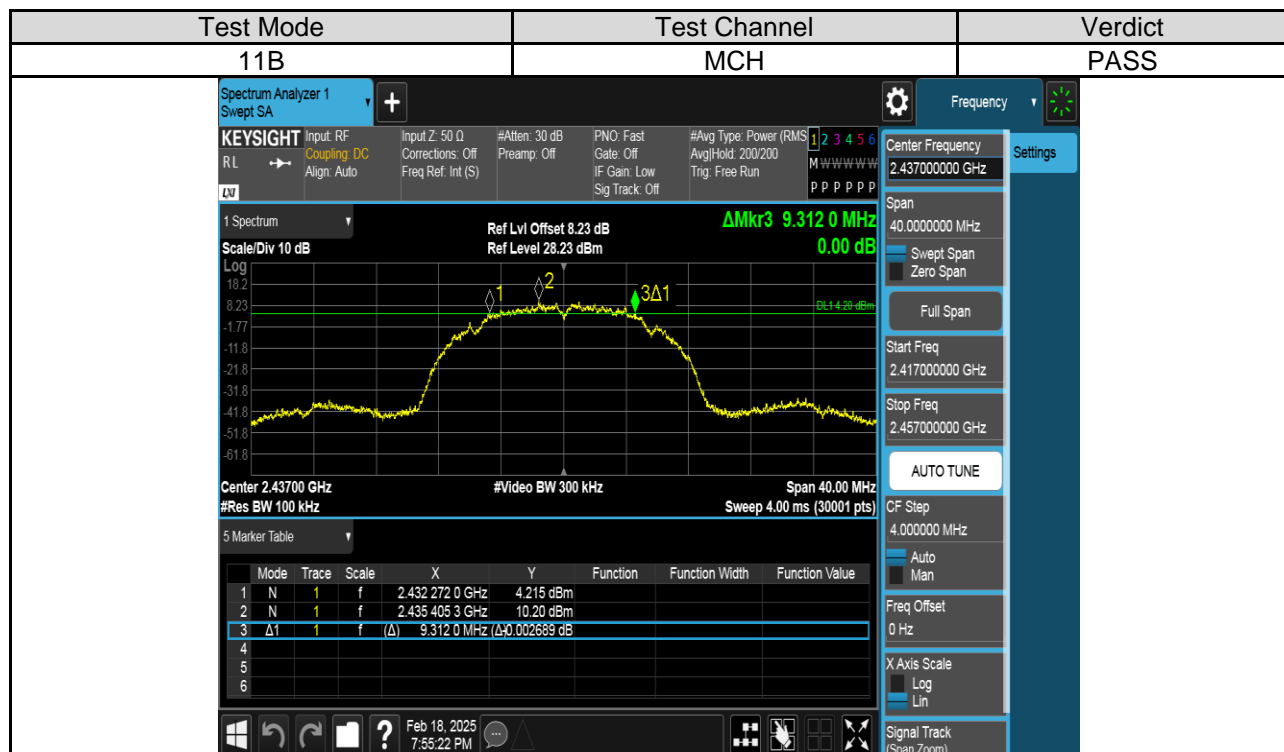 Test Mode Test Channel Verdict
11B MCH PASS
Spectrum Analyzer 1
Swept SA
+
Frequency
KEYSIGHT Input: RF Input Z: 50 Ω #Atten: 30 dB PNO: Fast #Avg Type: Power (RMS 1 2 3 4 5 6
RL Coupling: DC Corrections: Off Preamp: Off Gate: Off Avg|Hold: 200/200 M W W W W W
Align: Auto Freq Ref: Int (S) IF Gain: Low Trig: Free Run
LXI Sig Track: Off P P P P P P
1 Spectrum
Scale/Div 10 dB
Ref Lvl Offset 8.23 dB
Ref Level 28.23 dBm
ΔMkr3 9.312 0 MHz
0.00 dB
Log
18.2
8.23
-1.77
-11.8
-21.8
-31.8
-41.8
-51.8
-61.8
1
2
3Δ1
DL1 4.20 dBm
Center 2.43700 GHz #Video BW 300 kHz Span 40.00 MHz
#Res BW 100 kHz Sweep 4.00 ms (30001 pts)
5 Marker Table
Mode Trace Scale X Y Function Function Width Function Value
1 N 1 f 2.432 272 0 GHz 4.215 dBm
2 N 1 f 2.435 405 3 GHz 10.20 dBm
3 Δ1 1 f (Δ) 9.312 0 MHz (Δ) 0.002689 dB
4
5
6
?
Feb 18, 2025
7:55:22 PM
Center Frequency
2.437000000 GHz
Settings
Span
40.0000000 MHz
Swept Span
Zero Span
Full Span
Start Freq
2.417000000 GHz
Stop Freq
2.457000000 GHz
AUTO TUNE
CF Step
4.000000 MHz
Auto
Man
Freq Offset
0 Hz
X Axis Scale
Log
Lin
Signal Track
(Span Zoom)